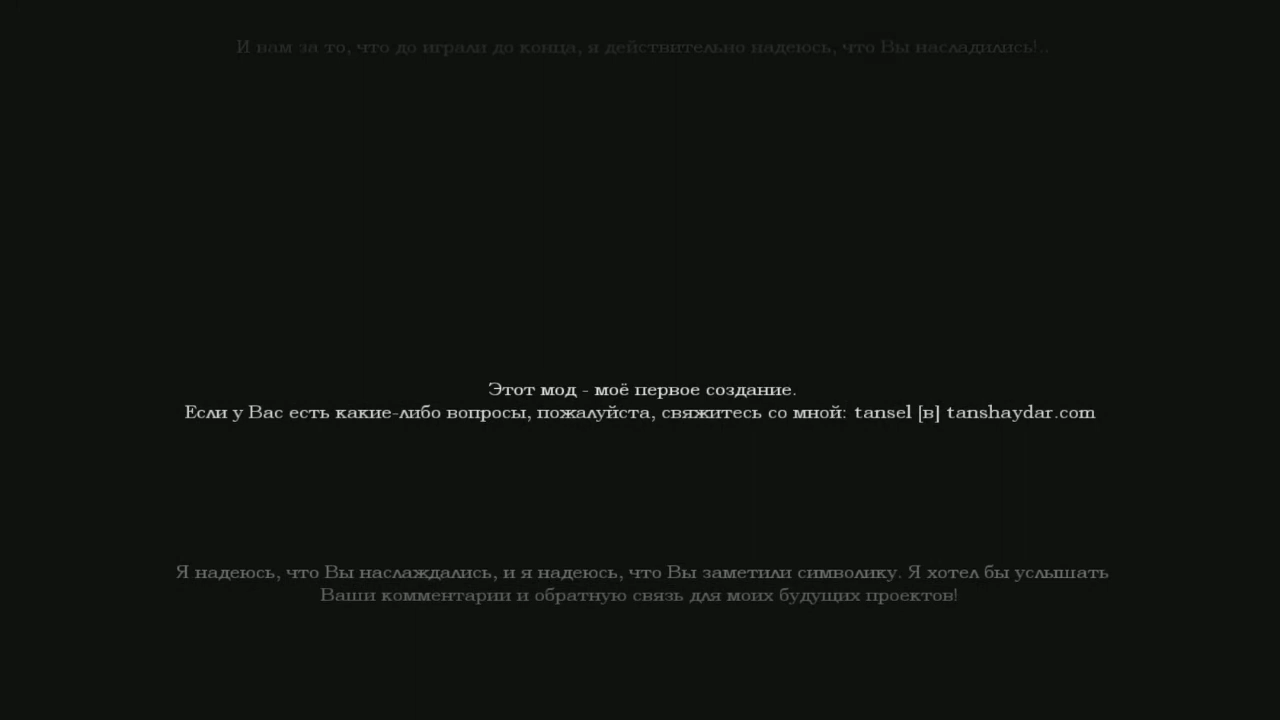 И вам за то, что до играли до конца, я действительно надеюсь, что Вы насладились!..
Этот мод - моё первое создание.
Если у Вас есть какие-либо вопросы, пожалуйста, свяжитесь со мной: tansel [в] tanshaydar.com
Я надеюсь, что Вы наслаждались, и я надеюсь, что Вы заметили символику. Я хотел бы услышать
Ваши комментарии и обратную связь для моих будущих проектов!